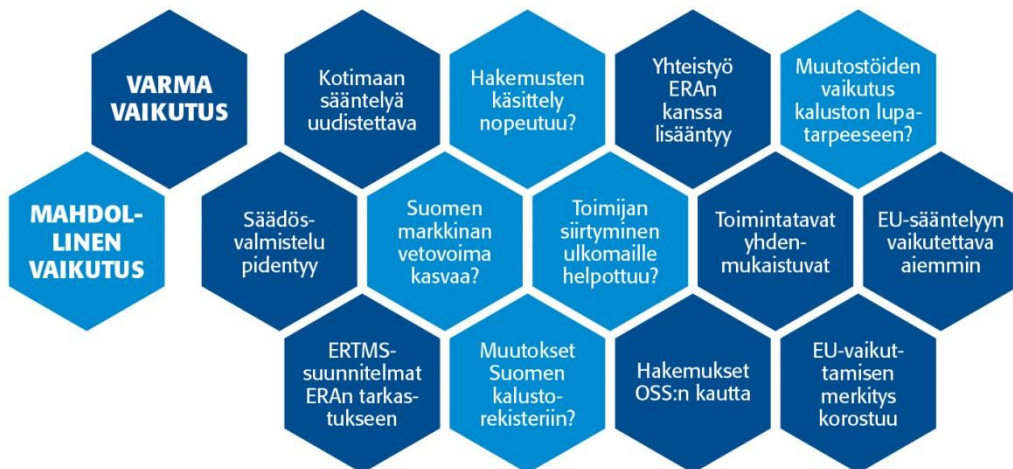 VARMA
VAIKUTUS
Kotimaan
sääntelyä
uudistettava
Hakemusten
käsittely
nopeutuu?
Yhteistyö
ERAn
kanssa
lisääntyy
Muutostöiden
vaikutus
kaluston lupa-
tarpeeseen?
MAHDOL-
LINEN
VAIKUTUS
Säädös-
valmistelu
pidentyy
Suomen
markkinan
vetovoima
kasvaa?
Toimijan
siirtyminen
ulkomaille
helpottuu?
Toimintatavat
yhden-
mukaistuvat
EU-sääntelyyn
vaikutettava
aiemmin
ERTMS-
suunnitelmat
ERAn tarkas-
tukseen
Muutokset
Suomen
kalusto-
rekisteriin?
Hakemukset
OSS:n kautta
EU-vaikut-
tamisen
merkitys
korostuu